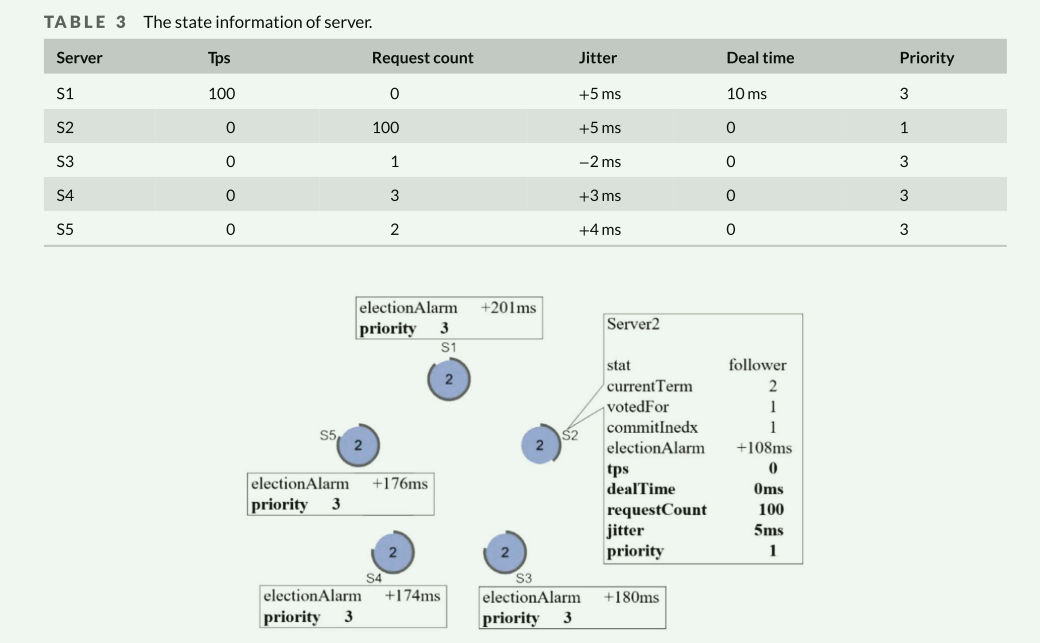 TABLE 3 The state information of server.
Server Tps Request count Jitter Deal time Priority
S1 100 0 +5 ms 10 ms 3
S2 0 100 +5 ms 0 1
S3 0 1 −2 ms 0 3
S4 0 3 +3 ms 0 3
S5 0 2 +4 ms 0 3
electionAlarm +201ms
priority 3
S1
2
Server2
stat follower
currentTerm 2
votedFor 1
commitInedx 1
electionAlarm +108ms
tps 0
dealTime 0ms
requestCount 100
jitter 5ms
priority 1
S5
2
2
S2
electionAlarm +176ms
priority 3
2
S4
2
S3
electionAlarm +174ms
priority 3
electionAlarm +180ms
priority 3